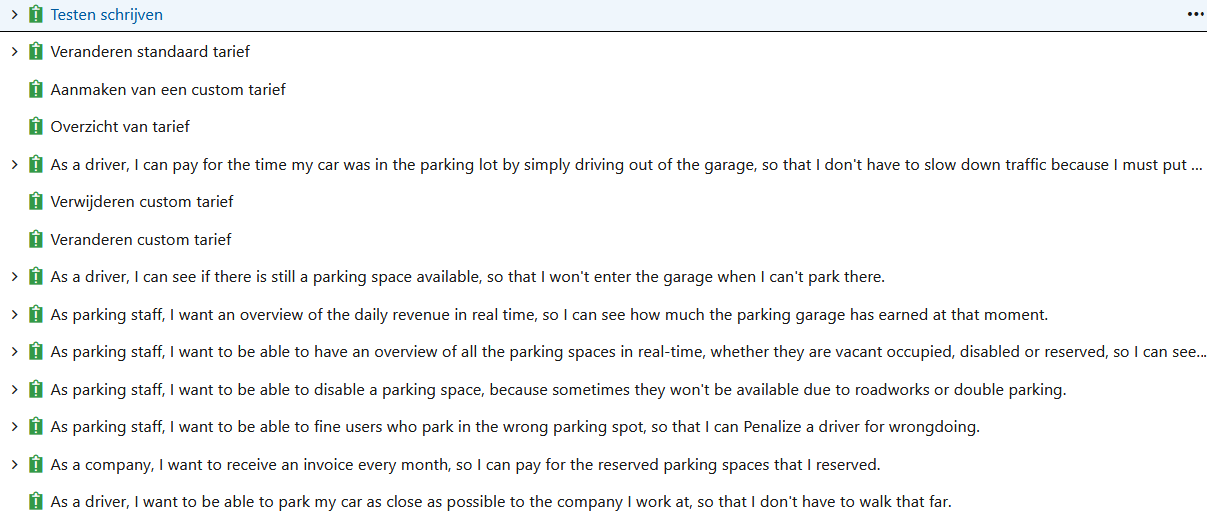 Testen schrijven
Veranderen standaard tarief
Aanmaken van een custom tarief
Overzicht van tarief
As a driver, I can pay for the time my car was in the parking lot by simply driving out of the garage, so that I don't have to slow down traffic because I must put ...
Verwijderen custom tarief
Veranderen custom tarief
As a driver, I can see if there is still a parking space available, so that I won't enter the garage when I can't park there.
As parking staff, I want an overview of the daily revenue in real time, so I can see how much the parking garage has earned at that moment.
As parking staff, I want to be able to have an overview of all the parking spaces in real-time, whether they are vacant occupied, disabled or reserved, so I can see...
As parking staff, I want to be able to disable a parking space, because sometimes they won't be available due to roadworks or double parking.
As parking staff, I want to be able to fine users who park in the wrong parking spot, so that I can Penalize a driver for wrongdoing.
As a company, I want to receive an invoice every month, so I can pay for the reserved parking spaces that I reserved.
As a driver, I want to be able to park my car as close as possible to the company I work at, so that I don't have to walk that far.